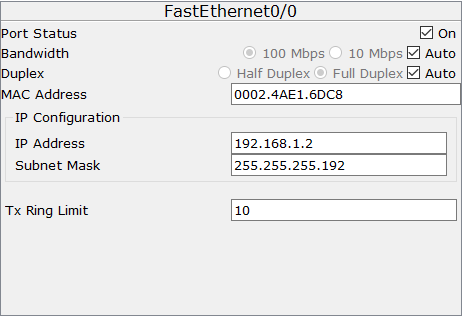 FastEthernet0/0
Port Status On
Bandwidth 100 Mbps 10 Mbps Auto
Duplex Half Duplex Full Duplex Auto
MAC Address 0002.4AE1.6DC8
IP Configuration
IP Address 192.168.1.2
Subnet Mask 255.255.255.192
Tx Ring Limit 10